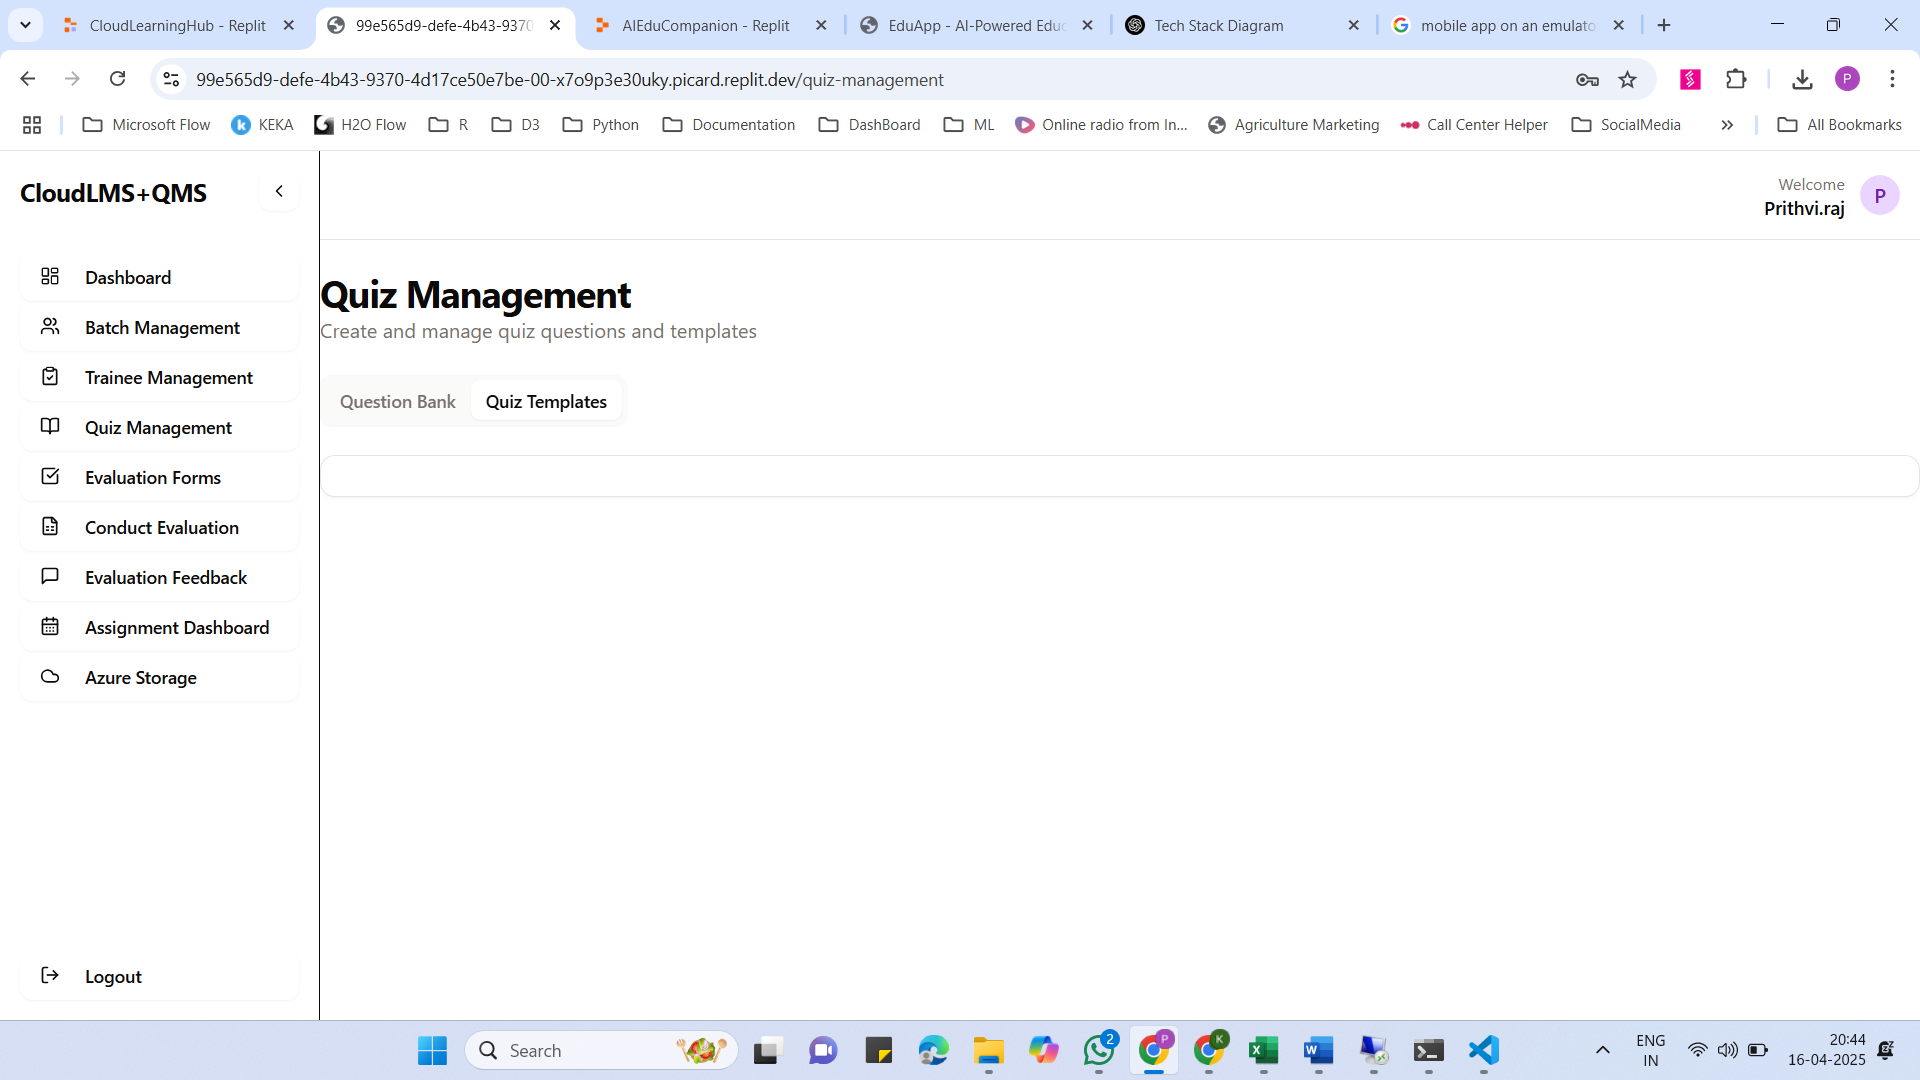 CloudLearningHub - Replit
99e565d9-defe-4b43-9370
AIEduCompanion - Replit
EduApp - AI-Powered Educ
Tech Stack Diagram
mobile app on an emulato
99e565d9-defe-4b43-9370-4d17ce50e7be-00-x7o9p3e30uky.picard.replit.dev/quiz-management
P
Microsoft Flow
KEKA
H2O Flow
R
D3
Python
Documentation
DashBoard
ML
Online radio from In...
Agriculture Marketing
Call Center Helper
SocialMedia
All Bookmarks
CloudLMS+QMS
Welcome
Prithvi.raj
P
Dashboard
Batch Management
Trainee Management
Quiz Management
Evaluation Forms
Conduct Evaluation
Evaluation Feedback
Assignment Dashboard
Azure Storage
Logout
Quiz Management
Create and manage quiz questions and templates
Question Bank
Quiz Templates
Search
2
P
K
ENG
IN
20:44
16-04-2025